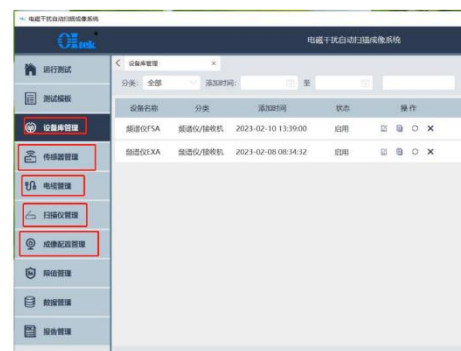 电磁干扰自动扫描成像系统
OItek
电磁干扰自动扫描成像系统
运行测试
测试模板
设备库管理
传感器管理
电缆管理
扫描仪管理
成像配置管理
限值管理
数据管理
报告管理
设备库管理 ×
分类: 全部 添加时间: 至
设备名称 分类 添加时间 状态 操作
频谱仪FSA 频谱仪/接收机 2023-02-10 13:39:00 启用
频谱仪EXA 频谱仪/接收机 2023-02-08 08:34:32 启用